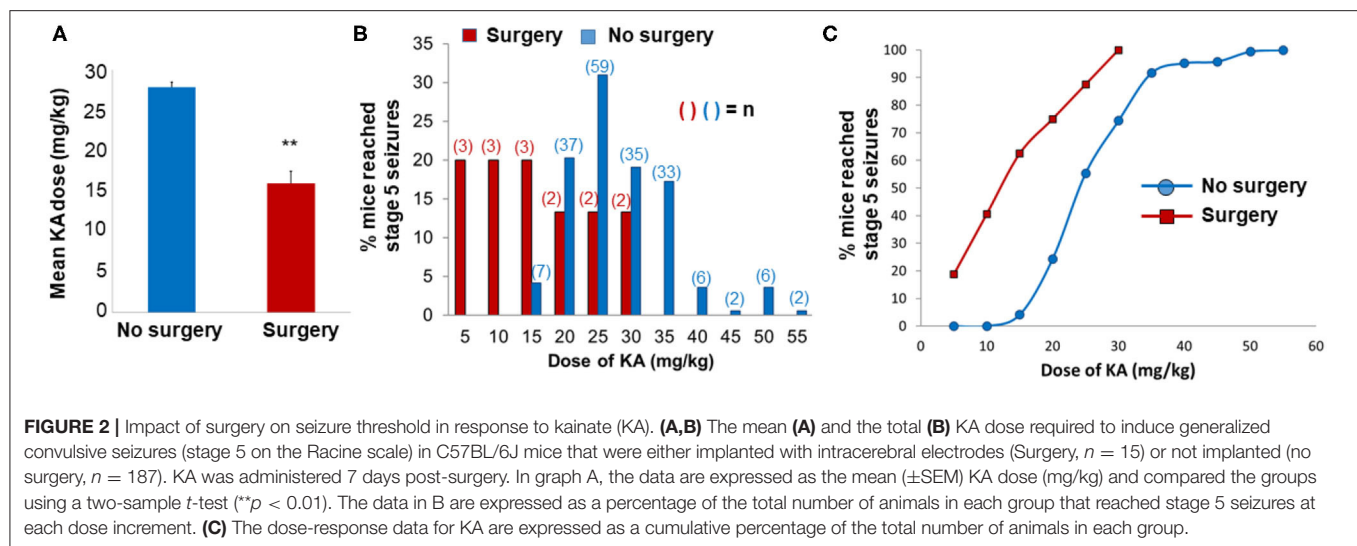 A
Mean KA dose (mg/kg)
30
25
20
15
10
5
0
**
No surgery
Surgery
B
% mice reached
stage 5 seizures
35
30
25
20
15
10
5
0
Surgery
No surgery
( ) ( ) = n
(3)
(3)
(3)
(7)
(2)
(37)
(2)
(59)
(2)
(35)
(33)
(6)
(2)
(6)
(2)
5 10 15 20 25 30 35 40 45 50 55
Dose of KA (mg/kg)
C
% mice reached
stage 5 seizures
100
90
80
70
60
50
40
30
20
10
0
No surgery
Surgery
0 10 20 30 40 50 60
Dose of KA (mg/kg)
FIGURE 2 | Impact of surgery on seizure threshold in response to kainate (KA). (A,B) The mean (A) and the total (B) KA dose required to induce generalized
convulsive seizures (stage 5 on the Racine scale) in C57BL/6J mice that were either implanted with intracerebral electrodes (Surgery, n = 15) or not implanted (no
surgery, n = 187). KA was administered 7 days post-surgery. In graph A, the data are expressed as the mean (±SEM) KA dose (mg/kg) and compared the groups
using a two-sample t-test (**p < 0.01). The data in B are expressed as a percentage of the total number of animals in each group that reached stage 5 seizures at
each dose increment. (C) The dose-response data for KA are expressed as a cumulative percentage of the total number of animals in each group.